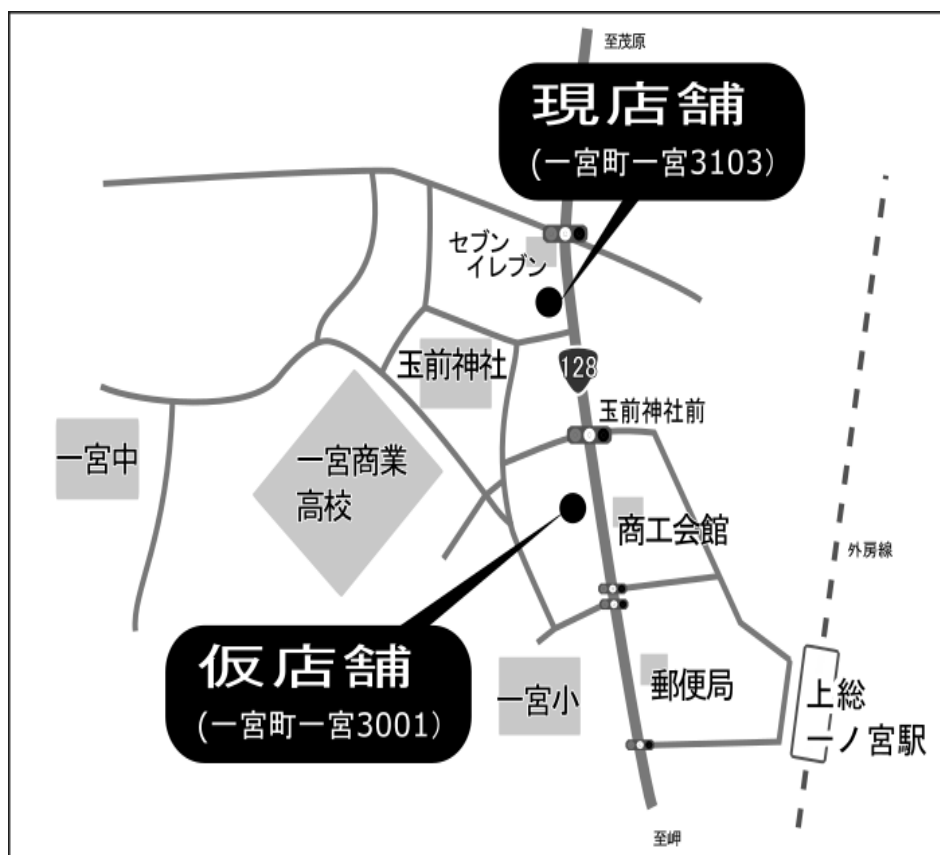 至茂原
現店舗
(一宮町一宮3103)
セブン
イレブン
128
玉前神社
玉前神社前
一宮中
一宮商業
高校
商工会館
外房線
仮店舗
(一宮町一宮3001)
一宮小
郵便局
上総
一ノ宮駅
至岬